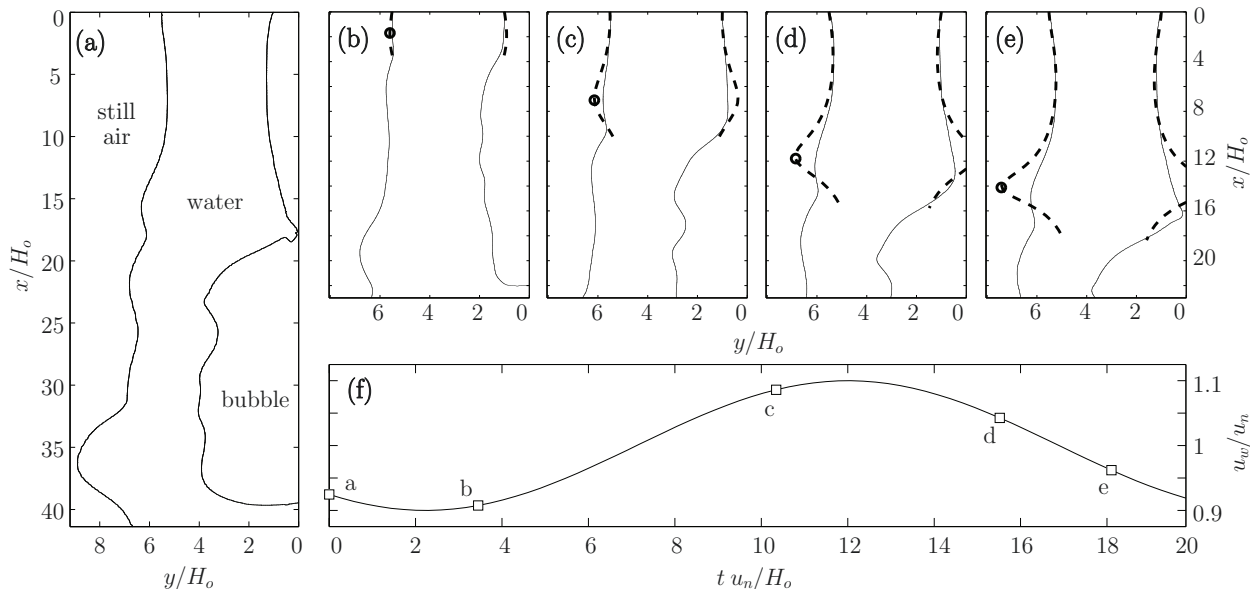 (a)
still
air
water
bubble
0
5
10
15
20
25
30
35
40
x/H_o
8 6 4 2 0
y/H_o
(b)
6 4 2 0
(c)
6 4 2 0
(d)
6 4 2 0
(e)
6 4 2 0
0
4
8
12
16
20
x/H_o
y/H_o
(f)
a
b
c
d
e
1.1
1
0.9
u_w/u_n
0 2 4 6 8 10 12 14 16 18 20
t u_n/H_o